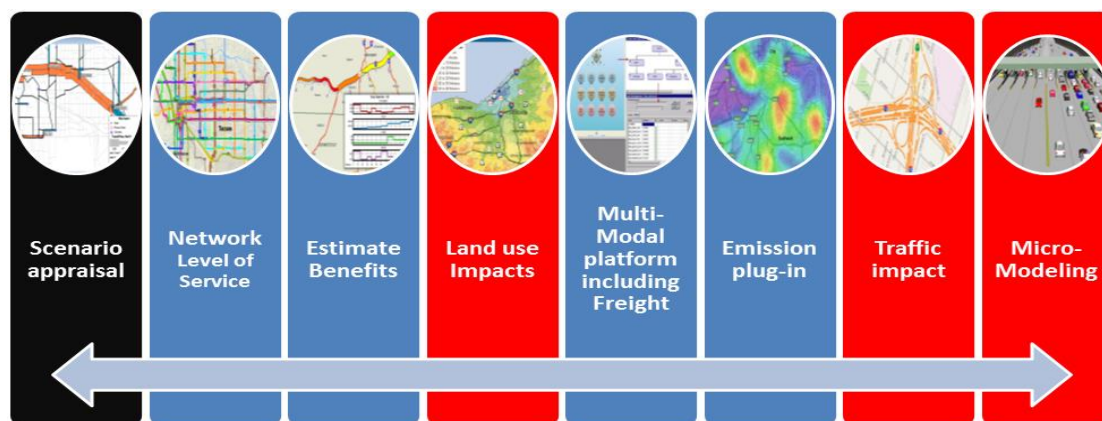 Scenario
appraisal
Network
Level of
Service
Estimate
Benefits
Land use
Impacts
Multi-
Modal
platform
including
Freight
Emission
plug-in
Traffic
impact
Micro-
Modeling